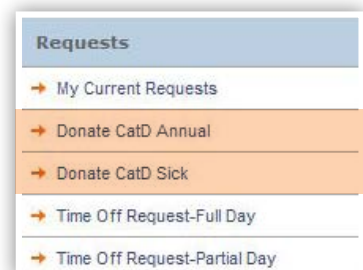 Requests
My Current Requests
Donate CatD Annual
Donate CatD Sick
Time Off Request-Full Day
Time Off Request-Partial Day